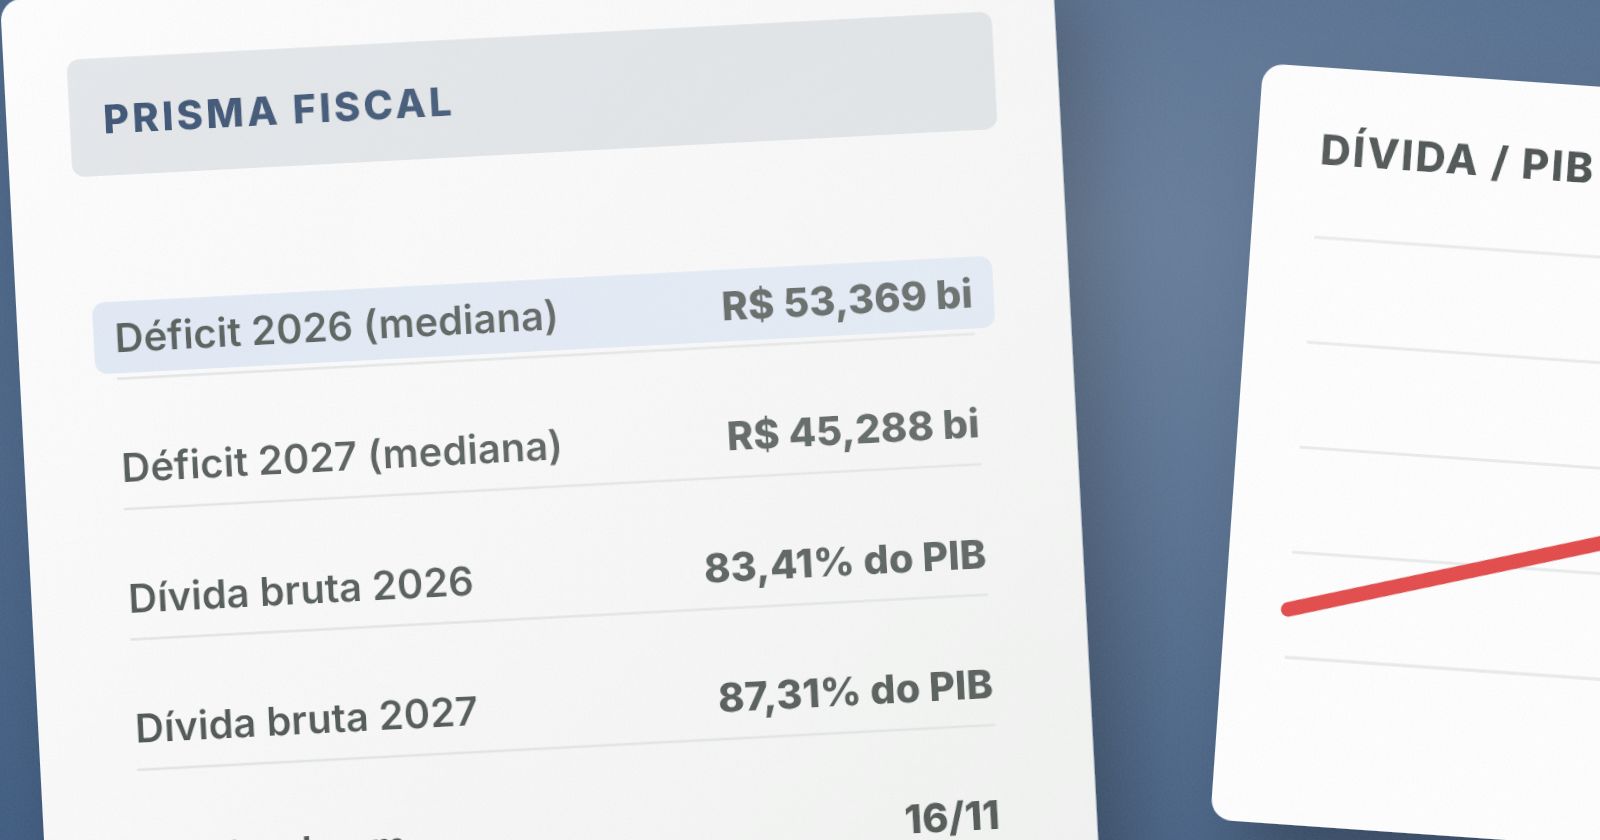 PRISMA FISCAL
Déficit 2026 (mediana) R$ 53,369 bi
Déficit 2027 (mediana) R$ 45,288 bi
Dívida bruta 2026 83,41% do PIB
Dívida bruta 2027 87,31% do PIB
16/11
DÍVIDA / PIB